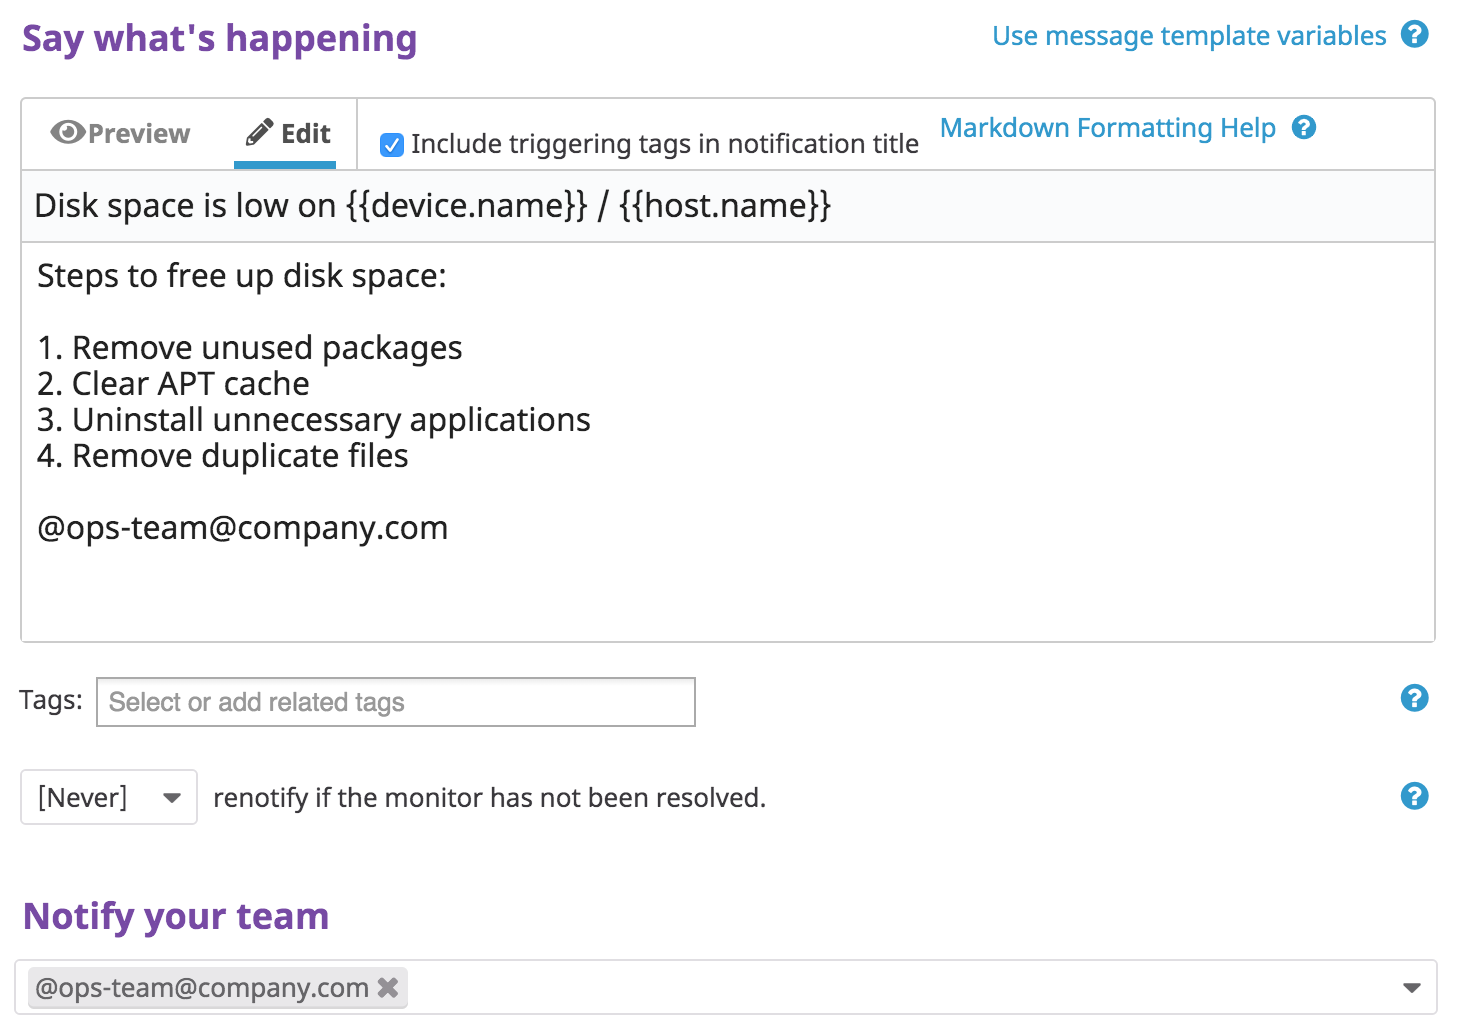 Say what's happening
Use message template variables
Preview
Edit
Include triggering tags in notification title
Markdown Formatting Help
Disk space is low on {{device.name}} / {{host.name}}
Steps to free up disk space:
1. Remove unused packages
2. Clear APT cache
3. Uninstall unnecessary applications
4. Remove duplicate files
@ops-team@company.com
Tags:
Select or add related tags
[Never]
renotify if the monitor has not been resolved.
Notify your team
@ops-team@company.com